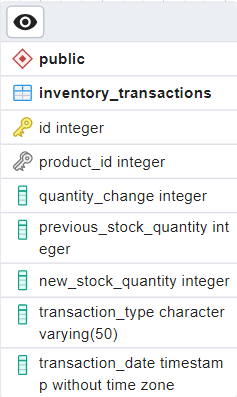 public
inventory_transactions
id integer
product_id integer
quantity_change integer
previous_stock_quantity int
eger
new_stock_quantity integer
transaction_type character
varying(50)
transaction_date timestam
p without time zone